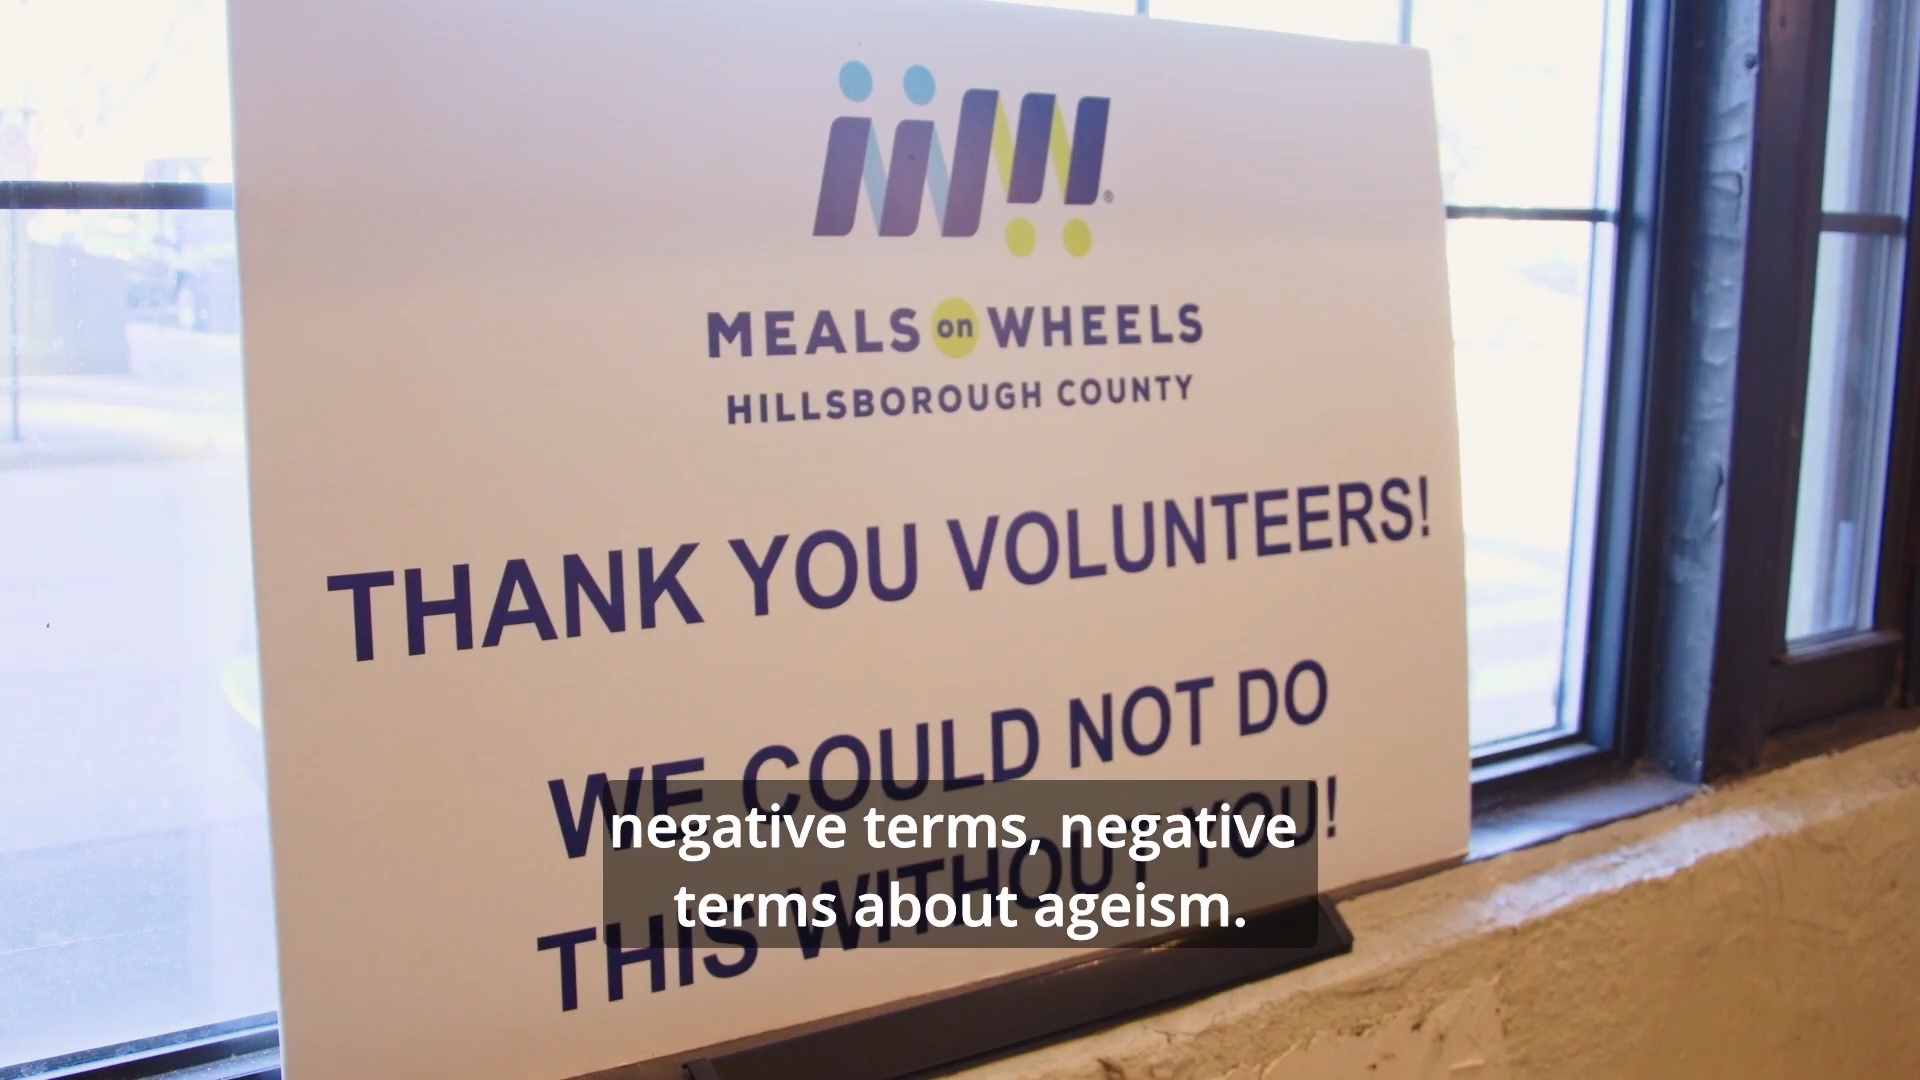 MEALS on WHEELS
HILLSBOROUGH COUNTY
THANK YOU VOLUNTEERS!
WE COULD NOT DO
THIS WITHOUT YOU!
negative terms, negative
terms about ageism.